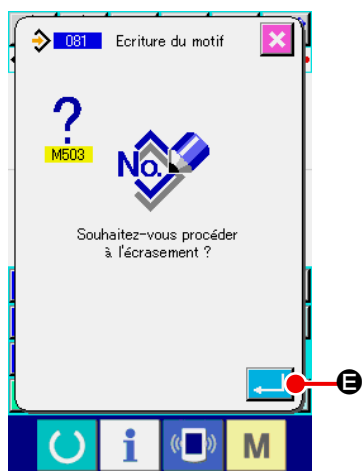 081 Ecriture du motif
?
M503
No.
Souhaitez-vous procéder
à l'écrasement ?
E
i
M